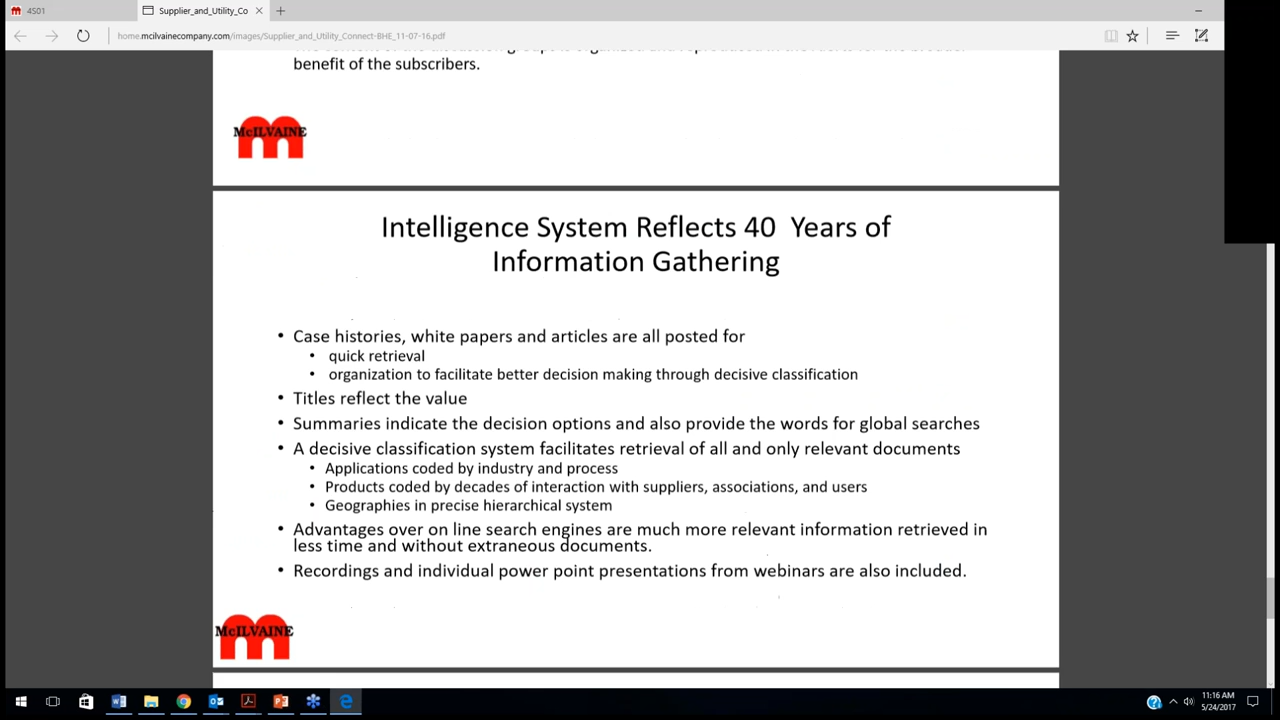 4S01
Supplier_and_Utility_Co
home.mcilvainecompany.com/images/Supplier_and_Utility_Connect-BHE_11-07-16.pdf
benefit of the subscribers.
McILVAINE
Intelligence System Reflects 40 Years of
Information Gathering
• Case histories, white papers and articles are all posted for
• quick retrieval
• organization to facilitate better decision making through decisive classification
• Titles reflect the value
• Summaries indicate the decision options and also provide the words for global searches
• A decisive classification system facilitates retrieval of all and only relevant documents
• Applications coded by industry and process
• Products coded by decades of interaction with suppliers, associations, and users
• Geographies in precise hierarchical system
• Advantages over on line search engines are much more relevant information retrieved in
less time and without extraneous documents.
• Recordings and individual power point presentations from webinars are also included.
McILVAINE
11:16 AM
5/24/2017